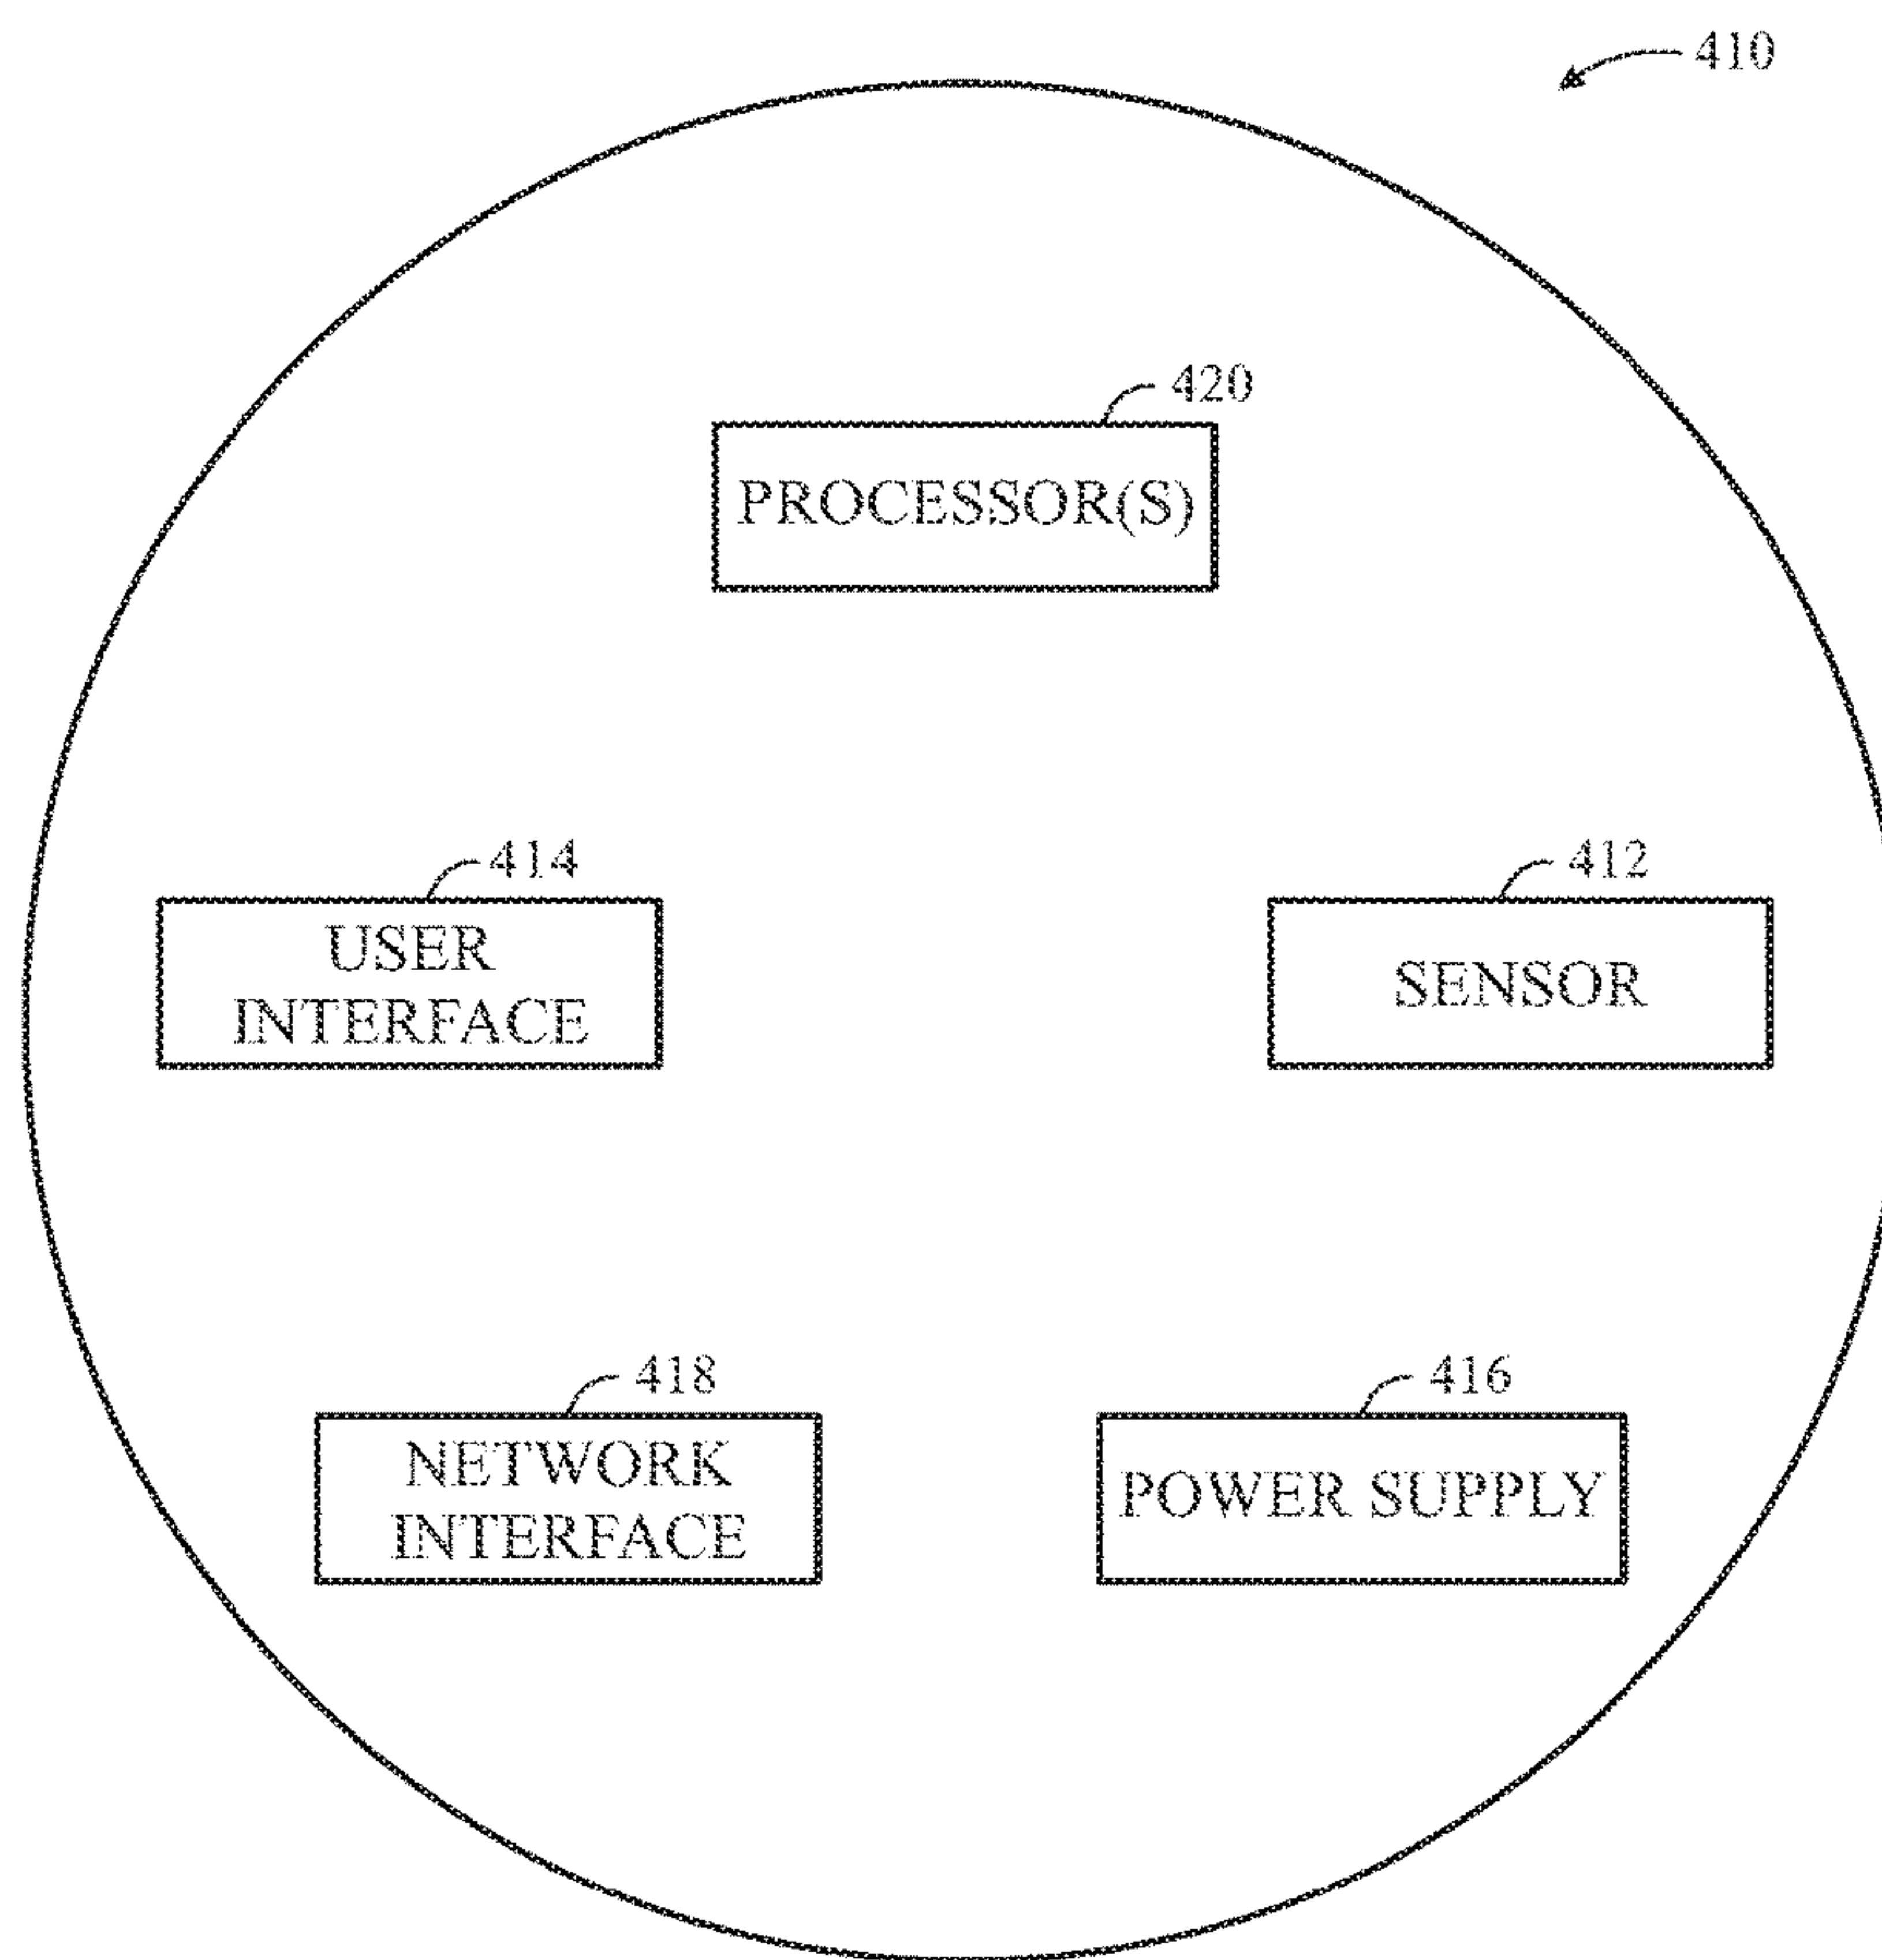 410
420
PROCESSOR(S)
414
USER
INTERFACE
412
SENSOR
418
NETWORK
INTERFACE
416
POWER SUPPLY